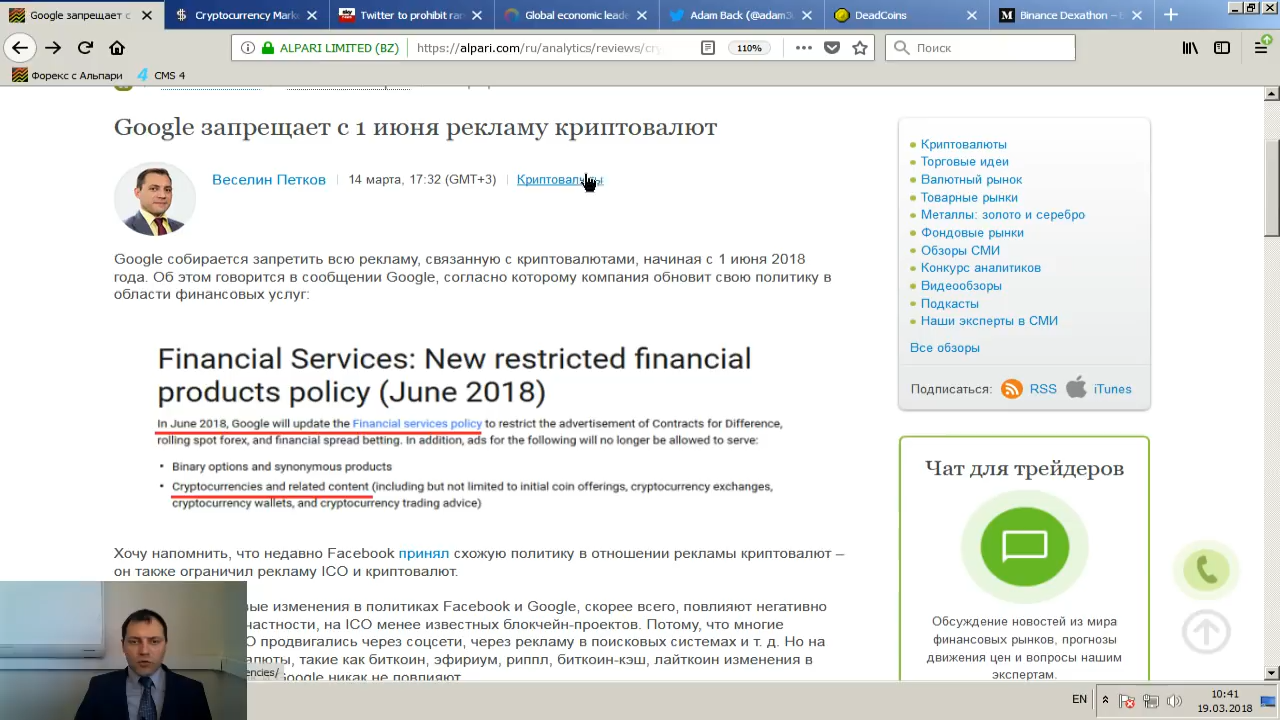 Google запрещает с
Cryptocurrency Mark
Twitter to prohibit ra
Global economic leade
Adam Back (@adam3
DeadCoins
Binance Dexathon –
ALPARI LIMITED (BZ)
https://alpari.com/ru/analytics/reviews/cry
110%
Поиск
Форекс с Альпари
CMS 4
Google запрещает с 1 июня рекламу криптовалют
Веселин Петков
14 марта, 17:32 (GMT+3)
Криптовалюты
Google собирается запретить всю рекламу, связанную с криптовалютами, начиная с 1 июня 2018
года. Об этом говорится в сообщении Google, согласно которому компания обновит свою политику в
области финансовых услуг:
Financial Services: New restricted financial
products policy (June 2018)
In June 2018, Google will update the Financial services policy to restrict the advertisement of Contracts for Difference,
rolling spot forex, and financial spread betting. In addition, ads for the following will no longer be allowed to serve:
• Binary options and synonymous products
• Cryptocurrencies and related content (including but not limited to initial coin offerings, cryptocurrency exchanges,
cryptocurrency wallets, and cryptocurrency trading advice)
Хочу напомнить, что недавно Facebook принял схожую политику в отношении рекламы криптовалют –
он также ограничил рекламу ICO и криптовалют.
изменения в политиках Facebook и Google, скорее всего, повлияют негативно
на ICO менее известных блокчейн-проектов. Потому, что многие
продвигались через соцсети, через рекламу в поисковых системах и т. д. Но на
такие как биткоин, эфириум, риппл, биткоин-кэш, лайткоин изменения в
Google никак не повлияют.
encies/
Криптовалюты
Торговые идеи
Валютный рынок
Товарные рынки
Металлы: золото и серебро
Фондовые рынки
Обзоры СМИ
Конкурс аналитиков
Видеообзоры
Подкасты
Наши эксперты в СМИ
Все обзоры
Подписаться: RSS iTunes
Чат для трейдеров
Обсуждение новостей из мира
финансовых рынков, прогнозы
движения цен и вопросы нашим
экспертам.
EN
10:41
19.03.2018